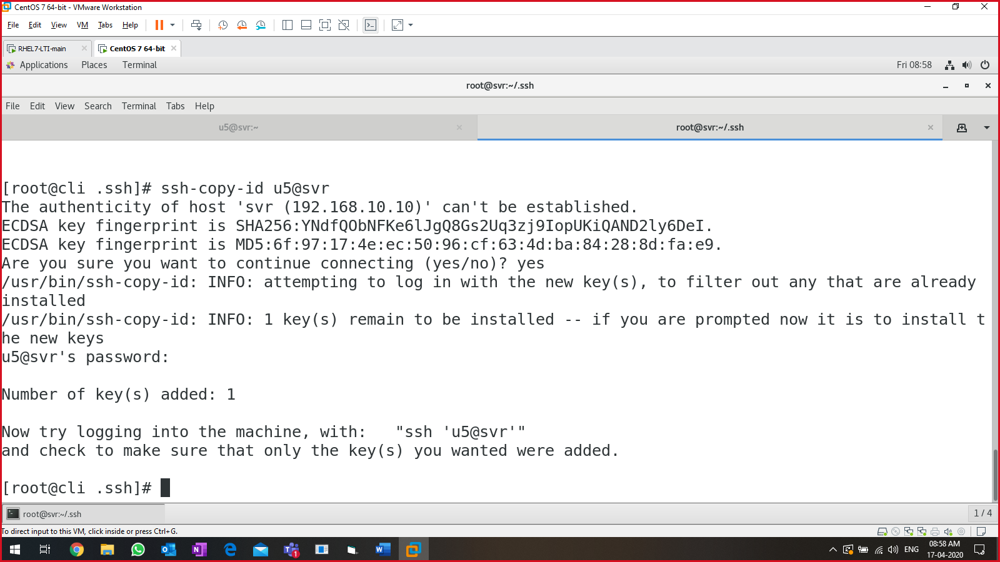 CentOS 7 64-bit - VMware Workstation
File Edit View VM Tabs Help
RHEL7-LTI-main CentOS 7 64-bit
Applications Places Terminal Fri 08:58
root@svr:~/.ssh
File Edit View Search Terminal Tabs Help
u5@svr:~ root@svr:~/.ssh
[root@cli .ssh]# ssh-copy-id u5@svr
The authenticity of host 'svr (192.168.10.10)' can't be established.
ECDSA key fingerprint is SHA256:YNdfQObNFKe6lJgQ8Gs2Uq3zj9IopUKiQAND2ly6DeI.
ECDSA key fingerprint is MD5:6f:97:17:4e:ec:50:96:cf:63:4d:ba:84:28:8d:fa:e9.
Are you sure you want to continue connecting (yes/no)? yes
/usr/bin/ssh-copy-id: INFO: attempting to log in with the new key(s), to filter out any that are already
installed
/usr/bin/ssh-copy-id: INFO: 1 key(s) remain to be installed -- if you are prompted now it is to install t
he new keys
u5@svr's password:
Number of key(s) added: 1
Now try logging into the machine, with:   "ssh 'u5@svr'"
and check to make sure that only the key(s) you wanted were added.
[root@cli .ssh]#
root@svr:~/.ssh 1 / 4
To direct input to this VM, click inside or press Ctrl+G.
1 ENG 08:58 AM
17-04-2020